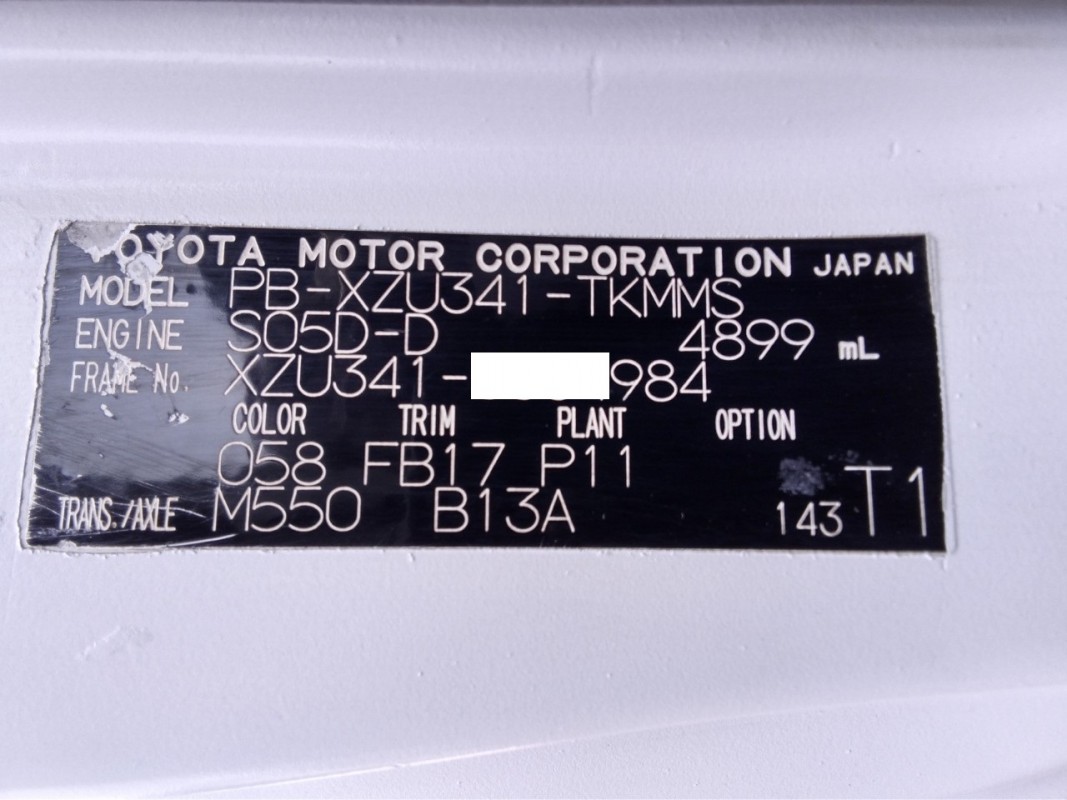 TOYOTA MOTOR CORPORATION JAPAN
MODEL PB-XZU341-TKMMS
ENGINE S05D-D 4899 mL
FRAME No. XZU341- 984
COLOR TRIM PLANT OPTION
058 FB17 P11
TRANS./AXLE M550 B13A 143 T1